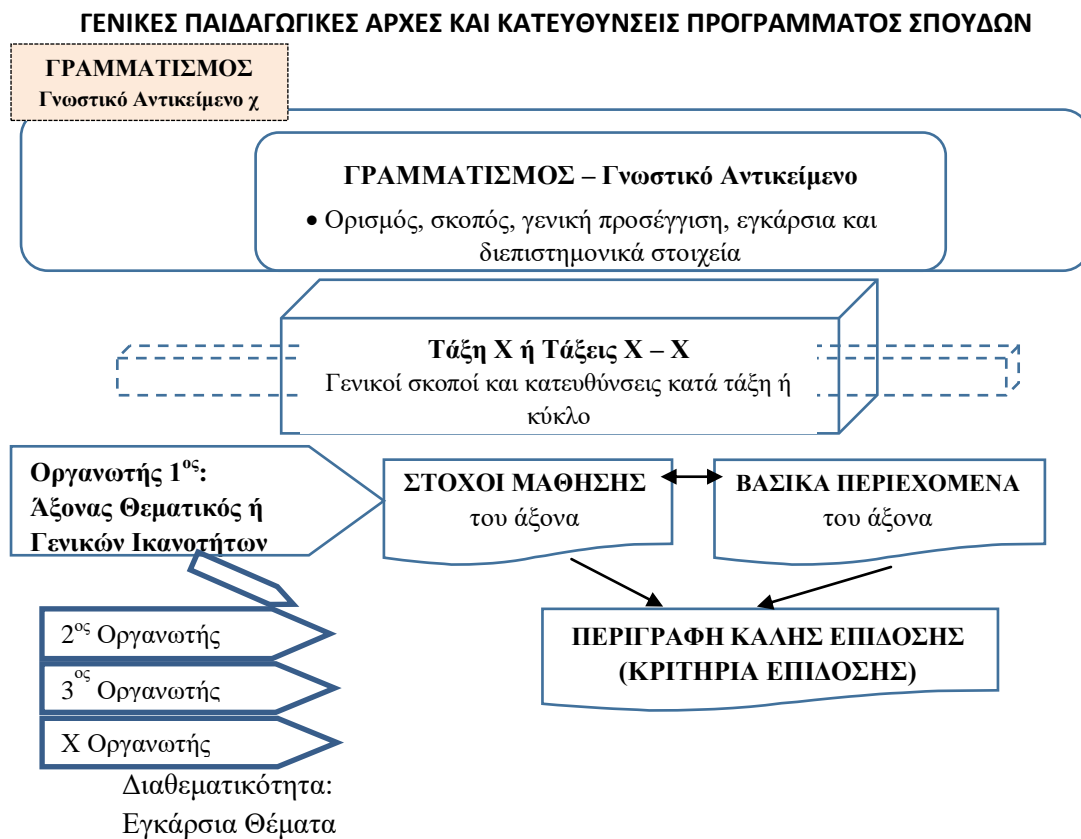 ΓΕΝΙΚΕΣ ΠΑΙΔΑΓΩΓΙΚΕΣ ΑΡΧΕΣ ΚΑΙ ΚΑΤΕΥΘΥΝΣΕΙΣ ΠΡΟΓΡΑΜΜΑΤΟΣ ΣΠΟΥΔΩΝ
ΓΡΑΜΜΑΤΙΣΜΟΣ
Γνωστικό Αντικείμενο χ
ΓΡΑΜΜΑΤΙΣΜΟΣ – Γνωστικό Αντικείμενο
• Ορισμός, σκοπός, γενική προσέγγιση, εγκάρσια και
διεπιστημονικά στοιχεία
Τάξη Χ ή Τάξεις Χ – Χ
Γενικοί σκοποί και κατευθύνσεις κατά τάξη ή
κύκλο
Οργανωτής 1ος:
Άξονας Θεματικός ή
Γενικών Ικανοτήτων
ΣΤΟΧΟΙ ΜΑΘΗΣΗΣ
του άξονα
ΒΑΣΙΚΑ ΠΕΡΙΕΧΟΜΕΝΑ
του άξονα
ΠΕΡΙΓΡΑΦΗ ΚΑΛΗΣ ΕΠΙΔΟΣΗΣ
(ΚΡΙΤΗΡΙΑ ΕΠΙΔΟΣΗΣ)
2ος Οργανωτής
3ος Οργανωτής
Χ Οργανωτής
Διαθεματικότητα:
Εγκάρσια Θέματα